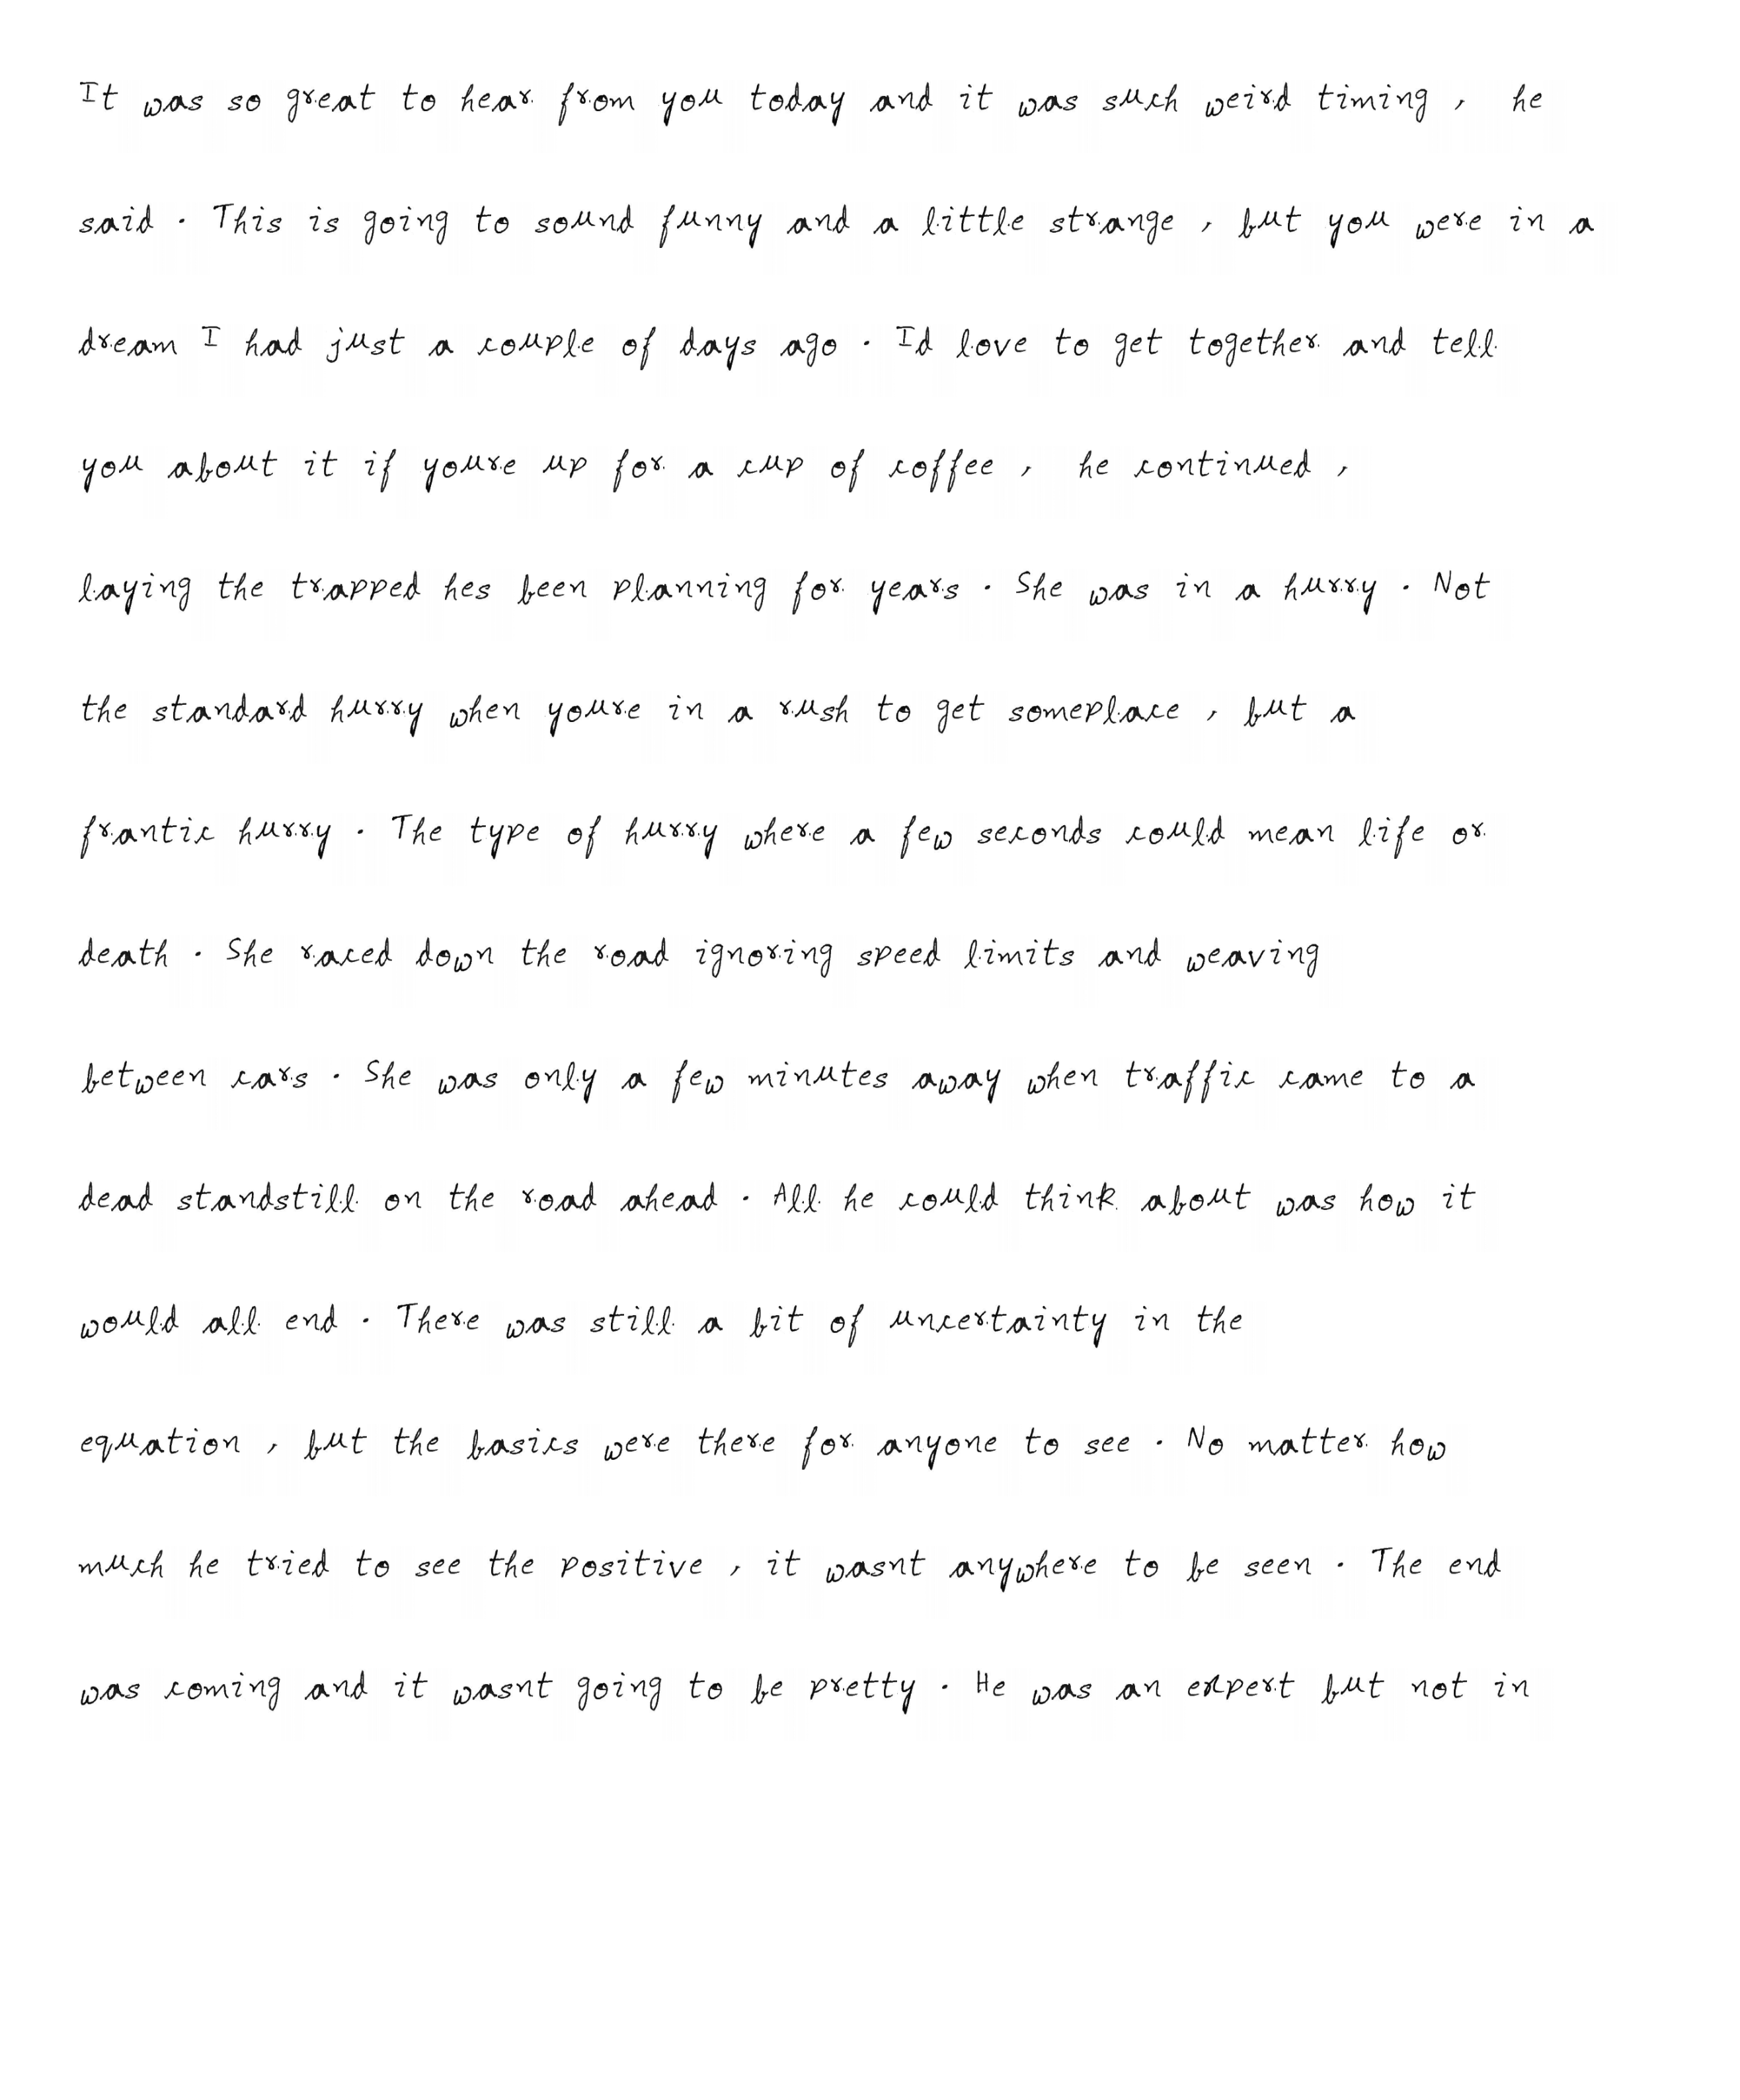 It was so great to hear from you today and it was such weird timing , he
said . This is going to sound funny and a little strange , but you were in a
dream I had just a couple of days ago . Id love to get together and tell
you about it if youre up for a cup of coffee , he continued ,
laying the trapped hes been planning for years . She was in a hurry . Not
the standard hurry when youre in a rush to get someplace , but a
frantic hurry . The type of hurry where a few seconds could mean life or
death . She raced down the road ignoring speed limits and weaving
between cars . She was only a few minutes away when traffic came to a
dead standstill on the road ahead . All he could think about was how it
would all end . There was still a bit of uncertainty in the
equation , but the basics were there for anyone to see . No matter how
much he tried to see the positive , it wasnt anywhere to be seen . The end
was coming and it wasnt going to be pretty . He was an expert but not in